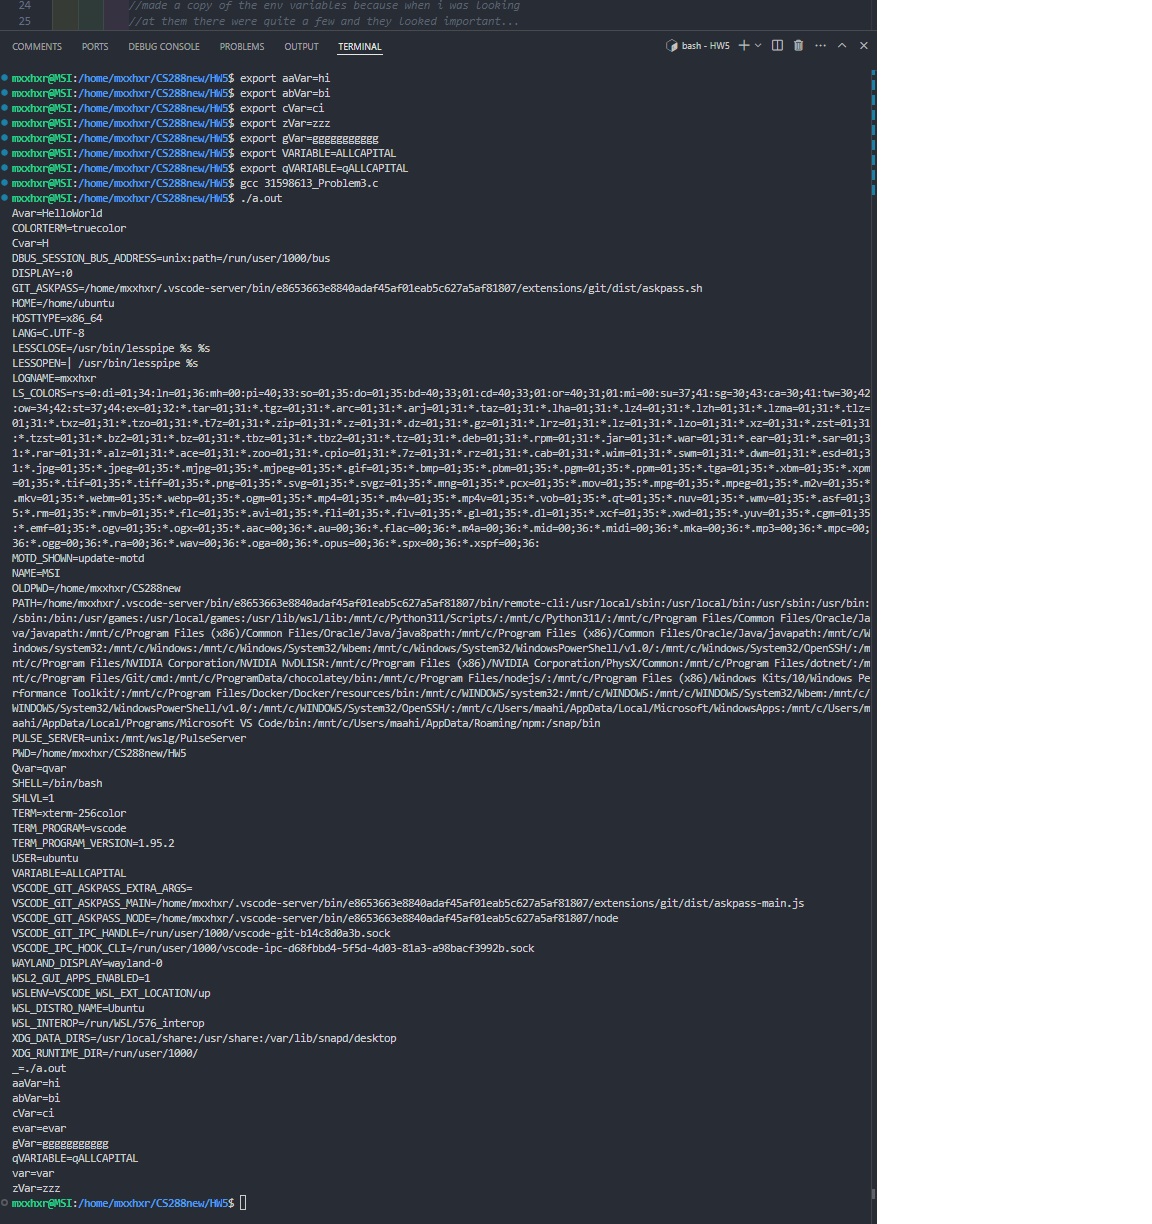 24 //made a copy of the env variables because when i was looking
25 //at them there were quite a few and they looked important...
COMMENTS PORTS DEBUG CONSOLE PROBLEMS OUTPUT TERMINAL bash - HW5
mxxhxr@MSI:/home/mxxhxr/CS288new/HW5$ export aaVar=hi
mxxhxr@MSI:/home/mxxhxr/CS288new/HW5$ export abVar=bi
mxxhxr@MSI:/home/mxxhxr/CS288new/HW5$ export cVar=ci
mxxhxr@MSI:/home/mxxhxr/CS288new/HW5$ export zVar=zzz
mxxhxr@MSI:/home/mxxhxr/CS288new/HW5$ export gVar=ggggggggggg
mxxhxr@MSI:/home/mxxhxr/CS288new/HW5$ export VARIABLE=ALLCAPITAL
mxxhxr@MSI:/home/mxxhxr/CS288new/HW5$ export qVARIABLE=qALLCAPITAL
mxxhxr@MSI:/home/mxxhxr/CS288new/HW5$ gcc 31598613_Problem3.c
mxxhxr@MSI:/home/mxxhxr/CS288new/HW5$ ./a.out
Avar=HelloWorld
COLORTERM=truecolor
Cvar=H
DBUS_SESSION_BUS_ADDRESS=unix:path=/run/user/1000/bus
DISPLAY=:0
GIT_ASKPASS=/home/mxxhxr/.vscode-server/bin/e8653663e8840adaf45af01eab5c627a5af81807/extensions/git/dist/askpass.sh
HOME=/home/ubuntu
HOSTTYPE=x86_64
LANG=C.UTF-8
LESSCLOSE=/usr/bin/lesspipe %s %s
LESSOPEN=| /usr/bin/lesspipe %s
LOGNAME=mxxhxr
LS_COLORS=rs=0:di=01;34:ln=01;36:mh=00:pi=40;33:so=01;35:do=01;35:bd=40;33;01:cd=40;33;01:or=40;31;01:mi=00:su=37;41:sg=30;43:ca=30;41:tw=30;42
:ow=34;42:st=37;44:ex=01;32:*.tar=01;31:*.tgz=01;31:*.arc=01;31:*.arj=01;31:*.taz=01;31:*.lha=01;31:*.lz4=01;31:*.lzh=01;31:*.lzma=01;31:*.tlz=
01;31:*.txz=01;31:*.tzo=01;31:*.t7z=01;31:*.zip=01;31:*.z=01;31:*.dz=01;31:*.gz=01;31:*.lrz=01;31:*.lz=01;31:*.lzo=01;31:*.xz=01;31:*.zst=01;31
:*.tzst=01;31:*.bz2=01;31:*.bz=01;31:*.tbz=01;31:*.tbz2=01;31:*.tz=01;31:*.deb=01;31:*.rpm=01;31:*.jar=01;31:*.war=01;31:*.ear=01;31:*.sar=01;3
1:*.rar=01;31:*.alz=01;31:*.ace=01;31:*.zoo=01;31:*.cpio=01;31:*.7z=01;31:*.rz=01;31:*.cab=01;31:*.wim=01;31:*.swm=01;31:*.dwm=01;31:*.esd=01;3
1:*.jpg=01;35:*.jpeg=01;35:*.mjpg=01;35:*.mjpeg=01;35:*.gif=01;35:*.bmp=01;35:*.pbm=01;35:*.pgm=01;35:*.ppm=01;35:*.tga=01;35:*.xbm=01;35:*.xpm
=01;35:*.tif=01;35:*.tiff=01;35:*.png=01;35:*.svg=01;35:*.svgz=01;35:*.mng=01;35:*.pcx=01;35:*.mov=01;35:*.mpg=01;35:*.mpeg=01;35:*.m2v=01;35:*
.mkv=01;35:*.webm=01;35:*.webp=01;35:*.ogm=01;35:*.mp4=01;35:*.m4v=01;35:*.mp4v=01;35:*.vob=01;35:*.qt=01;35:*.nuv=01;35:*.wmv=01;35:*.asf=01;3
5:*.rm=01;35:*.rmvb=01;35:*.flc=01;35:*.avi=01;35:*.fli=01;35:*.flv=01;35:*.gl=01;35:*.dl=01;35:*.xcf=01;35:*.xwd=01;35:*.yuv=01;35:*.cgm=01;35
:*.emf=01;35:*.ogv=01;35:*.ogx=01;35:*.aac=00;36:*.au=00;36:*.flac=00;36:*.m4a=00;36:*.mid=00;36:*.midi=00;36:*.mka=00;36:*.mp3=00;36:*.mpc=00;
36:*.ogg=00;36:*.ra=00;36:*.wav=00;36:*.oga=00;36:*.opus=00;36:*.spx=00;36:*.xspf=00;36:
MOTD_SHOWN=update-motd
NAME=MSI
OLDPWD=/home/mxxhxr/CS288new
PATH=/home/mxxhxr/.vscode-server/bin/e8653663e8840adaf45af01eab5c627a5af81807/bin/remote-cli:/usr/local/sbin:/usr/local/bin:/usr/sbin:/usr/bin:
/sbin:/bin:/usr/games:/usr/local/games:/usr/lib/wsl/lib:/mnt/c/Python311/Scripts/:/mnt/c/Python311/:/mnt/c/Program Files/Common Files/Oracle/Ja
va/javapath:/mnt/c/Program Files (x86)/Common Files/Oracle/Java/java8path:/mnt/c/Program Files (x86)/Common Files/Oracle/Java/javapath:/mnt/c/W
indows/system32:/mnt/c/Windows:/mnt/c/Windows/System32/Wbem:/mnt/c/Windows/System32/WindowsPowerShell/v1.0/:/mnt/c/Windows/System32/OpenSSH/:/m
nt/c/Program Files/NVIDIA Corporation/NVIDIA NvDLISR:/mnt/c/Program Files (x86)/NVIDIA Corporation/PhysX/Common:/mnt/c/Program Files/dotnet/:/m
nt/c/Program Files/Git/cmd:/mnt/c/ProgramData/chocolatey/bin:/mnt/c/Program Files/nodejs/:/mnt/c/Program Files (x86)/Windows Kits/10/Windows Pe
rformance Toolkit/:/mnt/c/Program Files/Docker/Docker/resources/bin:/mnt/c/WINDOWS/system32:/mnt/c/WINDOWS:/mnt/c/WINDOWS/System32/Wbem:/mnt/c/
WINDOWS/System32/WindowsPowerShell/v1.0/:/mnt/c/WINDOWS/System32/OpenSSH/:/mnt/c/Users/maahi/AppData/Local/Microsoft/WindowsApps:/mnt/c/Users/m
aahi/AppData/Local/Programs/Microsoft VS Code/bin:/mnt/c/Users/maahi/AppData/Roaming/npm:/snap/bin
PULSE_SERVER=unix:/mnt/wslg/PulseServer
PWD=/home/mxxhxr/CS288new/HW5
Qvar=qvar
SHELL=/bin/bash
SHLVL=1
TERM=xterm-256color
TERM_PROGRAM=vscode
TERM_PROGRAM_VERSION=1.95.2
USER=ubuntu
VARIABLE=ALLCAPITAL
VSCODE_GIT_ASKPASS_EXTRA_ARGS=
VSCODE_GIT_ASKPASS_MAIN=/home/mxxhxr/.vscode-server/bin/e8653663e8840adaf45af01eab5c627a5af81807/extensions/git/dist/askpass-main.js
VSCODE_GIT_ASKPASS_NODE=/home/mxxhxr/.vscode-server/bin/e8653663e8840adaf45af01eab5c627a5af81807/node
VSCODE_GIT_IPC_HANDLE=/run/user/1000/vscode-git-b14c8d0a3b.sock
VSCODE_IPC_HOOK_CLI=/run/user/1000/vscode-ipc-d68fbbd4-5f5d-4d03-81a3-a98bacf3992b.sock
WAYLAND_DISPLAY=wayland-0
WSL2_GUI_APPS_ENABLED=1
WSLENV=VSCODE_WSL_EXT_LOCATION/up
WSL_DISTRO_NAME=Ubuntu
WSL_INTEROP=/run/WSL/576_interop
XDG_DATA_DIRS=/usr/local/share:/usr/share:/var/lib/snapd/desktop
XDG_RUNTIME_DIR=/run/user/1000/
_=./a.out
aaVar=hi
abVar=bi
cVar=ci
evar=evar
gVar=ggggggggggg
qVARIABLE=qALLCAPITAL
var=var
zVar=zzz
mxxhxr@MSI:/home/mxxhxr/CS288new/HW5$